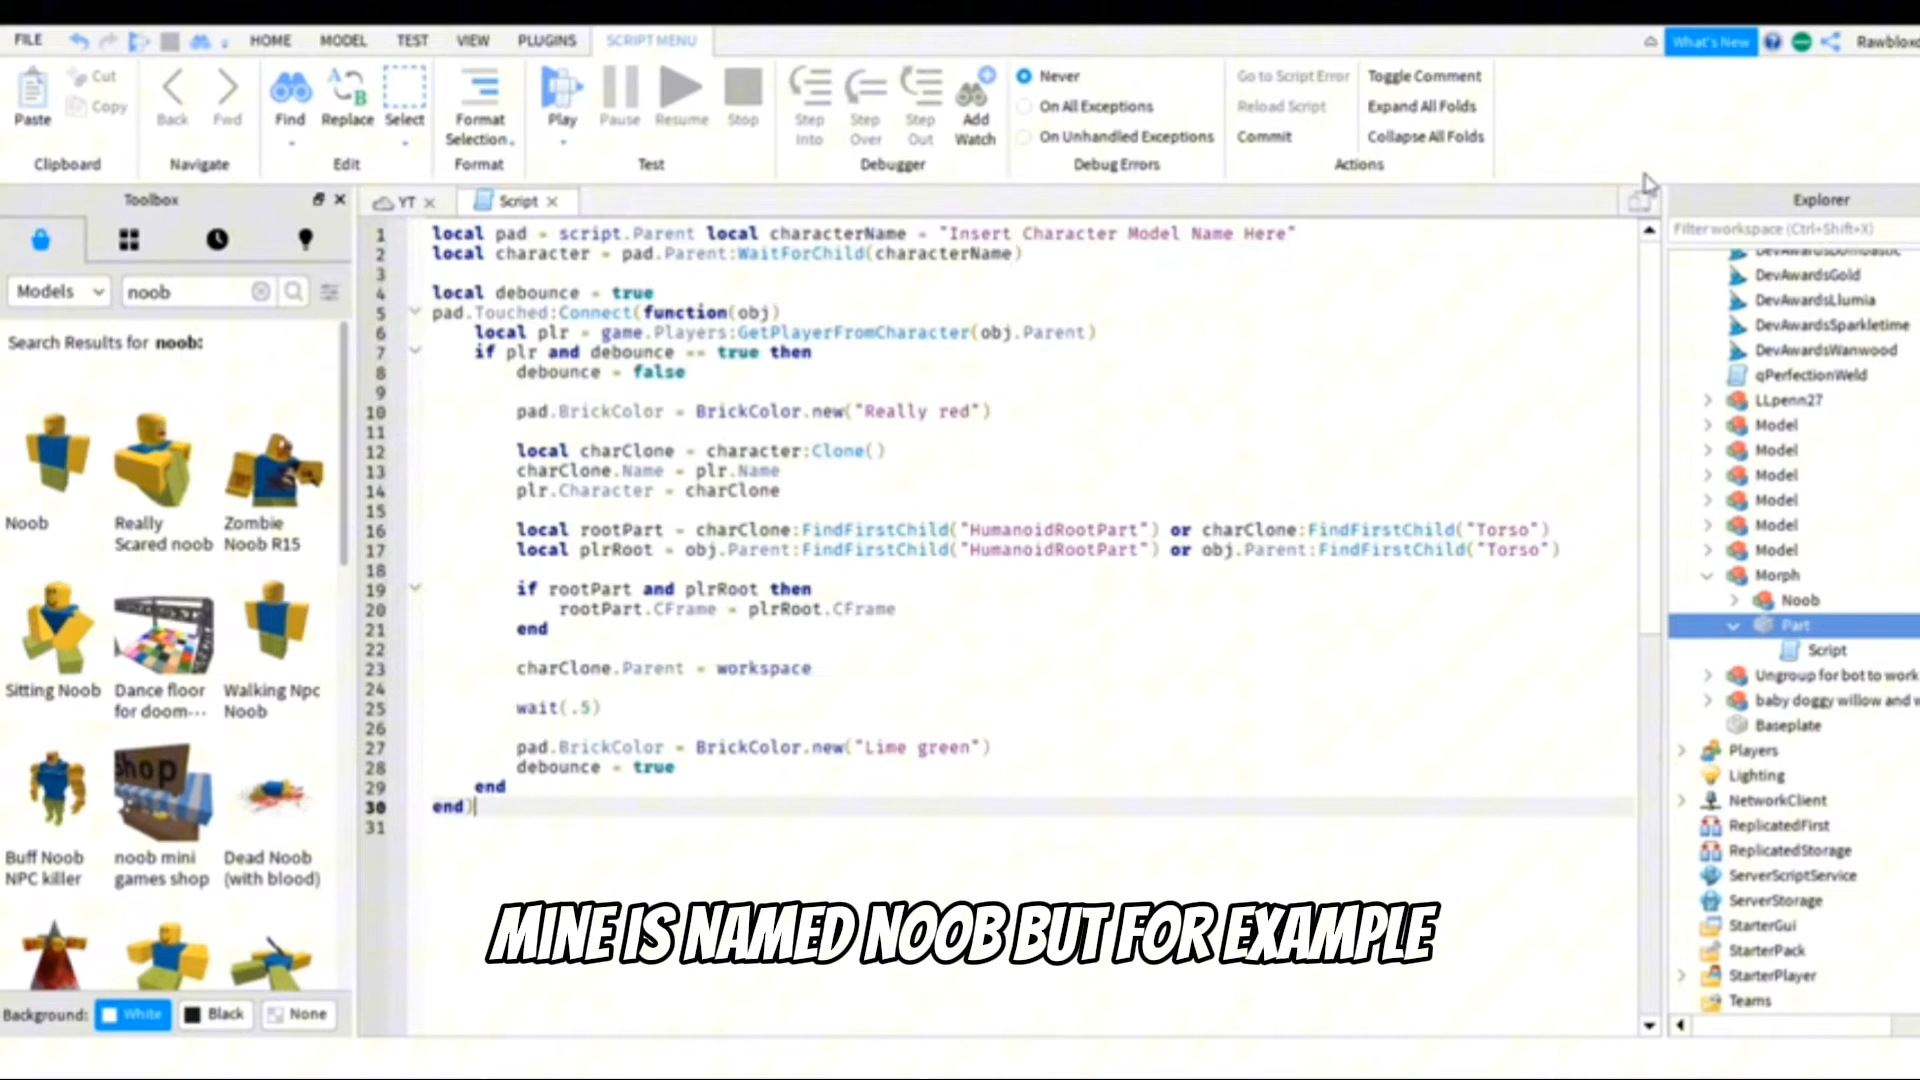 FILE HOME MODEL TEST VIEW PLUGINS SCRIPT MENU What's New ? Rawblox
Paste Cut Copy Back Fwd Find Replace Select Format Selection Play Pause Resume Stop Step Into Step Over Step Out Add Watch
Never Go to Script Error Toggle Comment
On All Exceptions Reload Script Expand All Folds
On Unhandled Exceptions Commit Collapse All Folds
Clipboard Navigate Edit Format Test Debugger Debug Errors Actions
Toolbox
Models noob
Search Results for noob:
Noob
Really Scared noob
Zombie Noob R15
Sitting Noob
Dance floor for doom---
Walking Npc Noob
Buff Noob NPC killer
noob mini games shop
Dead Noob (with blood)
shop
Background: White Black None
YT Script
1 local pad = script.Parent local characterName = "Insert Character Model Name Here"
2 local character = pad.Parent:WaitForChild(characterName)
3
4 local debounce = true
5 pad.Touched:Connect(function(obj)
6 local plr = game.Players:GetPlayerFromCharacter(obj.Parent)
7 if plr and debounce == true then
8 debounce = false
9
10 pad.BrickColor = BrickColor.new("Really red")
11
12 local charClone = character:Clone()
13 charClone.Name = plr.Name
14 plr.Character = charClone
15
16 local rootPart = charClone:FindFirstChild("HumanoidRootPart") or charClone:FindFirstChild("Torso")
17 local plrRoot = obj.Parent:FindFirstChild("HumanoidRootPart") or obj.Parent:FindFirstChild("Torso")
18
19 if rootPart and plrRoot then
20 rootPart.CFrame = plrRoot.CFrame
21 end
22
23 charClone.Parent = workspace
24
25 wait(.5)
26
27 pad.BrickColor = BrickColor.new("Lime green")
28 debounce = true
29 end
30 end)
31
MINE IS NAMED NOOB BUT FOR EXAMPLE
Explorer
Filter workspace (Ctrl+Shift+X)
DevAwardsGold
DevAwardsLlumia
DevAwardsSparkletime
DevAwardsWanwood
qPerfectionWeld
LLpenn27
Model
Model
Model
Model
Model
Model
Morph
Noob
Part
Script
Ungroup for bot to work
baby doggy willow and w
Baseplate
Players
Lighting
NetworkClient
ReplicatedFirst
ReplicatedStorage
ServerScriptService
ServerStorage
StarterGui
StarterPack
StarterPlayer
Teams